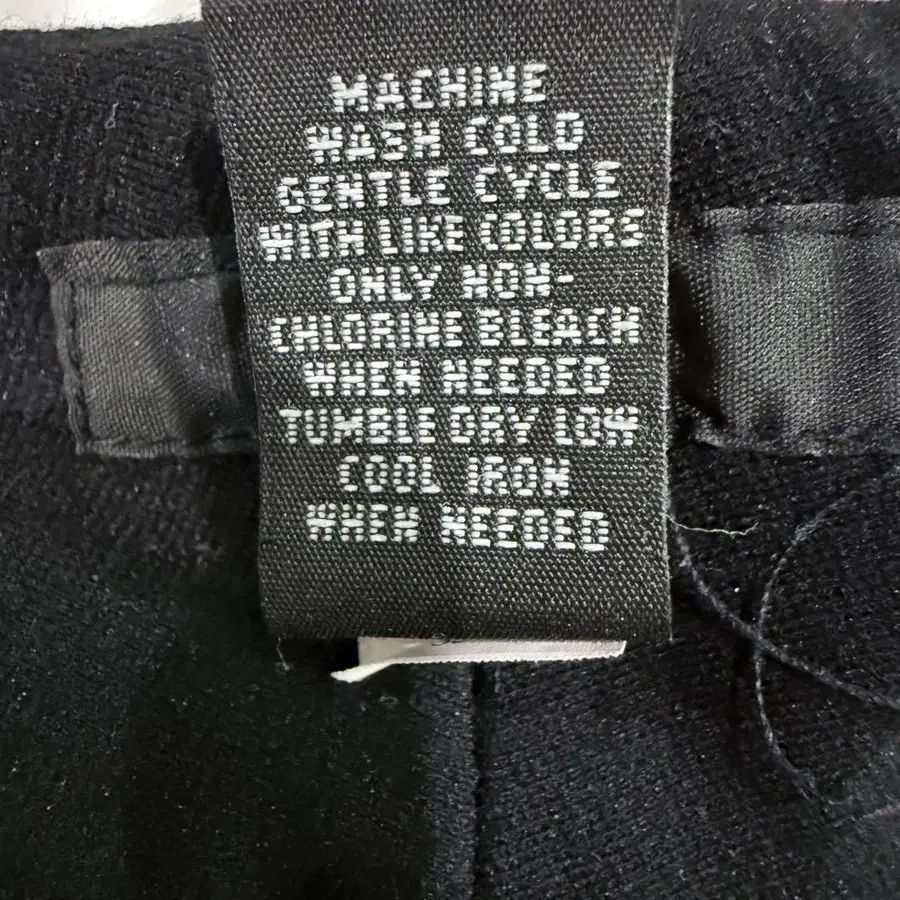 MACHINE
WASH COLD
GENTLE CYCLE
WITH LIKE COLORS
ONLY NON-
CHLORINE BLEACH
WHEN NEEDED
TUMBLE DRY LOW
COOL IRON
WHEN NEEDED